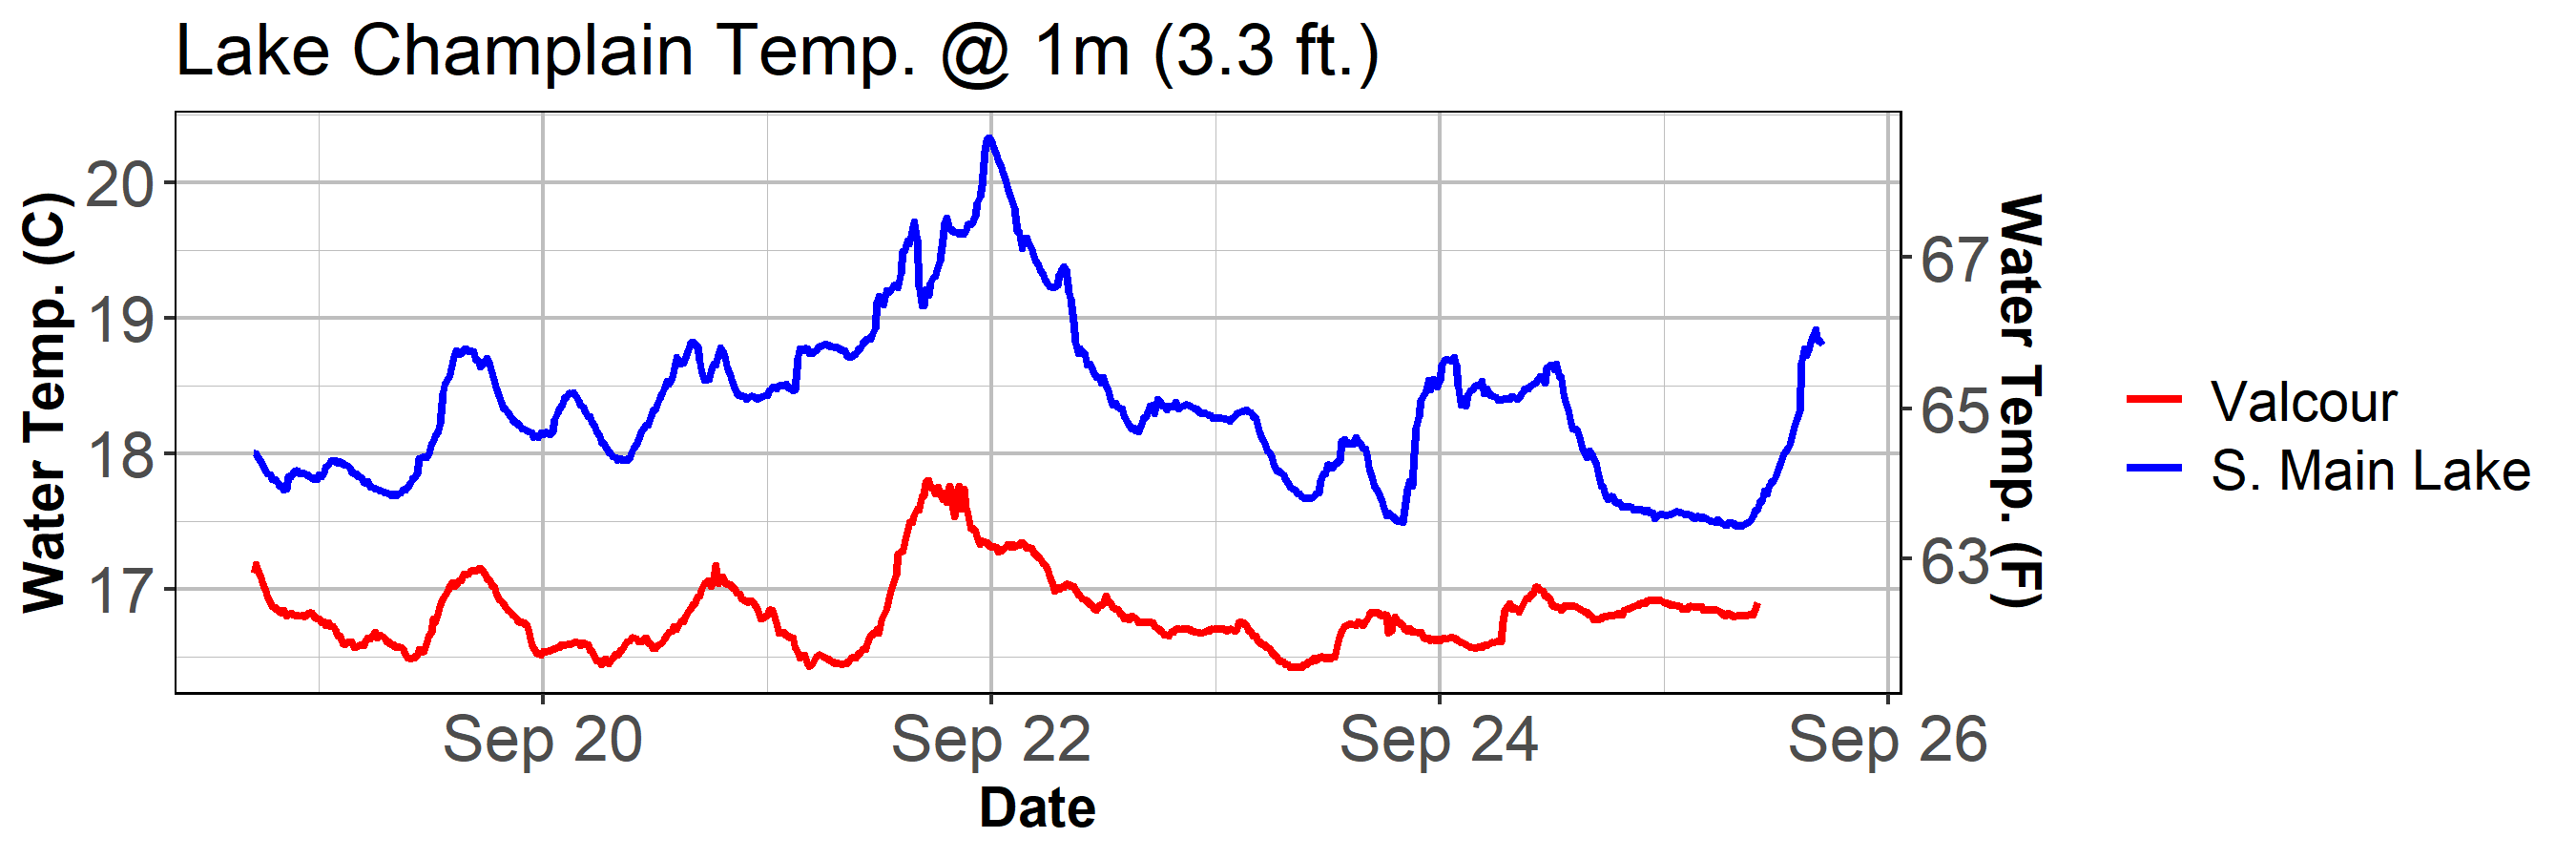 Lake Champlain Temp. @ 1m (3.3 ft.)
Water Temp. (C)
20
19
18
17
67
65
63
Water Temp. (F)
Sep 20
Sep 22
Sep 24
Sep 26
Date
Valcour
S. Main Lake